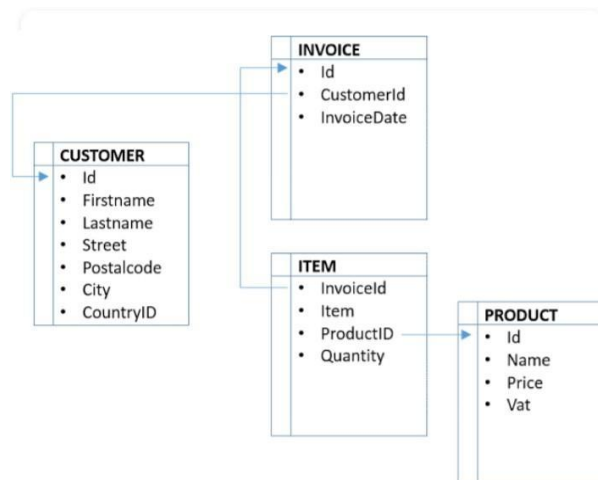 INVOICE
• Id
• CustomerId
• InvoiceDate
CUSTOMER
• Id
• Firstname
• Lastname
• Street
• Postalcode
• City
• CountryID
ITEM
• InvoiceId
• Item
• ProductID
• Quantity
PRODUCT
• Id
• Name
• Price
• Vat